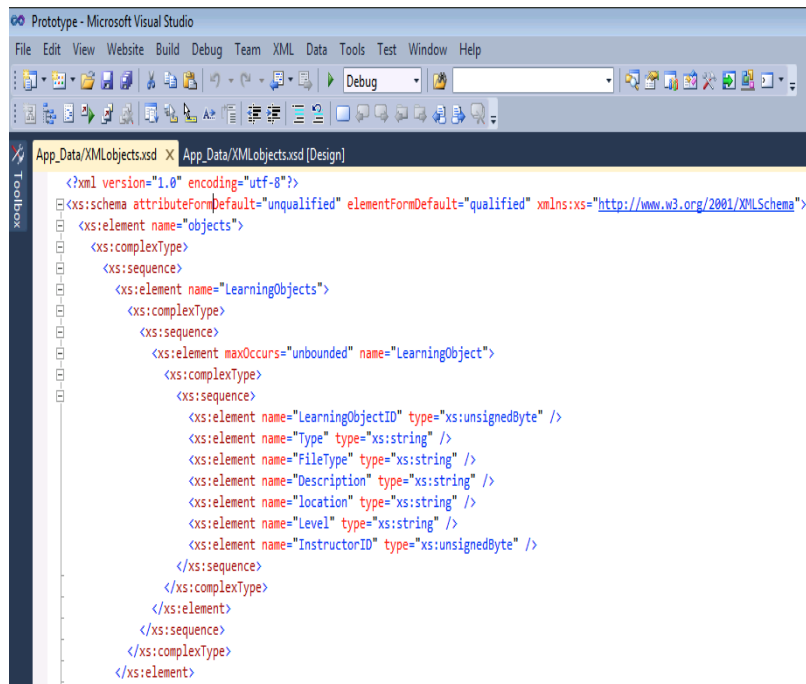 Prototype - Microsoft Visual Studio
File Edit View Website Build Debug Team XML Data Tools Test Window Help
Debug
App_Data/XMLobjects.xsd X App_Data/XMLobjects.xsd [Design]
Toolbox
<?xml version="1.0" encoding="utf-8"?>
<xs:schema attributeFormDefault="unqualified" elementFormDefault="qualified" xmlns:xs="http://www.w3.org/2001/XMLSchema">
<xs:element name="objects">
<xs:complexType>
<xs:sequence>
<xs:element name="LearningObjects">
<xs:complexType>
<xs:sequence>
<xs:element maxOccurs="unbounded" name="LearningObject">
<xs:complexType>
<xs:sequence>
<xs:element name="LearningObjectID" type="xs:unsignedByte" />
<xs:element name="Type" type="xs:string" />
<xs:element name="FileType" type="xs:string" />
<xs:element name="Description" type="xs:string" />
<xs:element name="location" type="xs:string" />
<xs:element name="Level" type="xs:string" />
<xs:element name="InstructorID" type="xs:unsignedByte" />
</xs:sequence>
</xs:complexType>
</xs:element>
</xs:sequence>
</xs:complexType>
</xs:element>